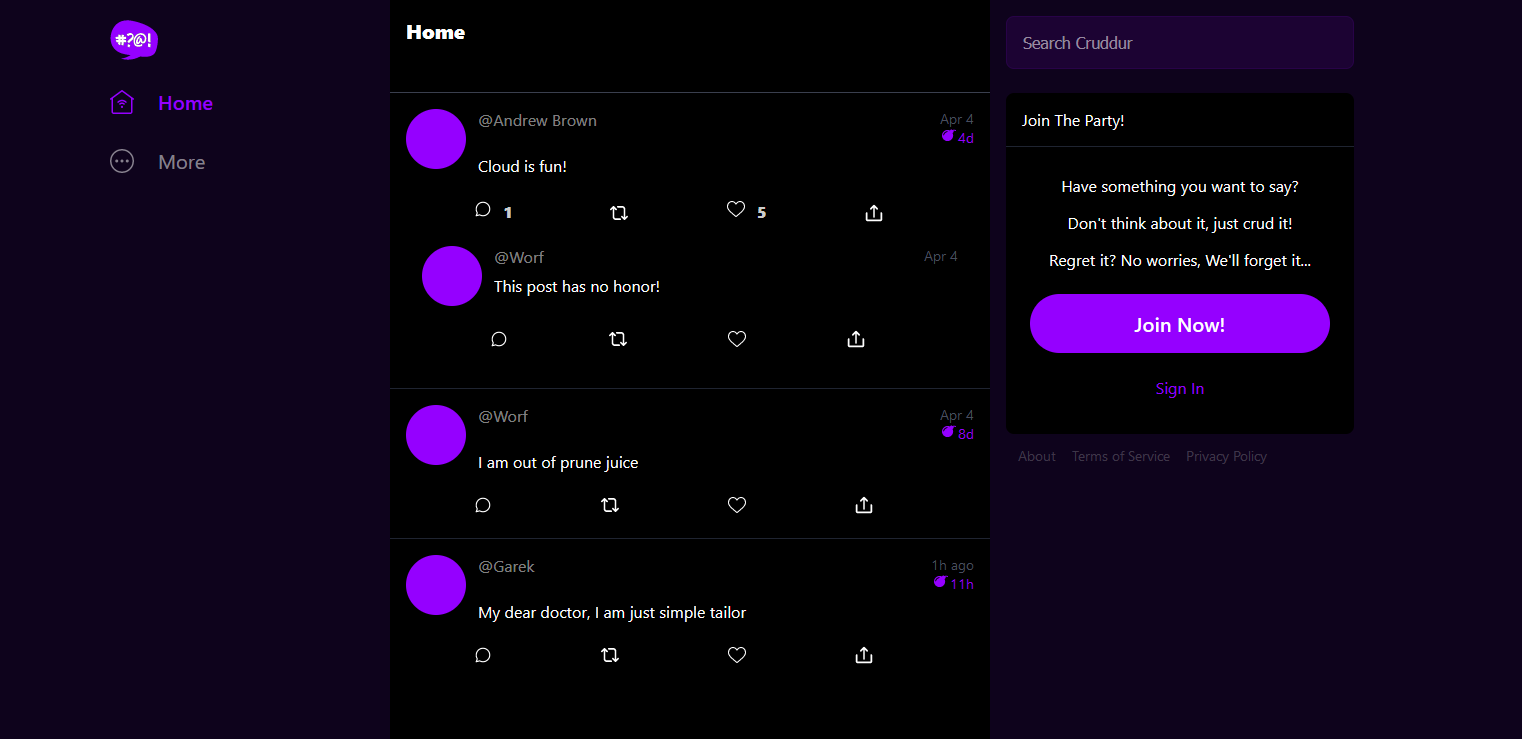 #?@!
Home
More
Home
@Andrew Brown
Apr 4
4d
Cloud is fun!
1
5
@Worf
Apr 4
This post has no honor!
@Worf
Apr 4
8d
I am out of prune juice
@Garek
1h ago
11h
My dear doctor, I am just simple tailor
Search Cruddur
Join The Party!
Have something you want to say?
Don't think about it, just crud it!
Regret it? No worries, We'll forget it...
Join Now!
Sign In
About Terms of Service Privacy Policy